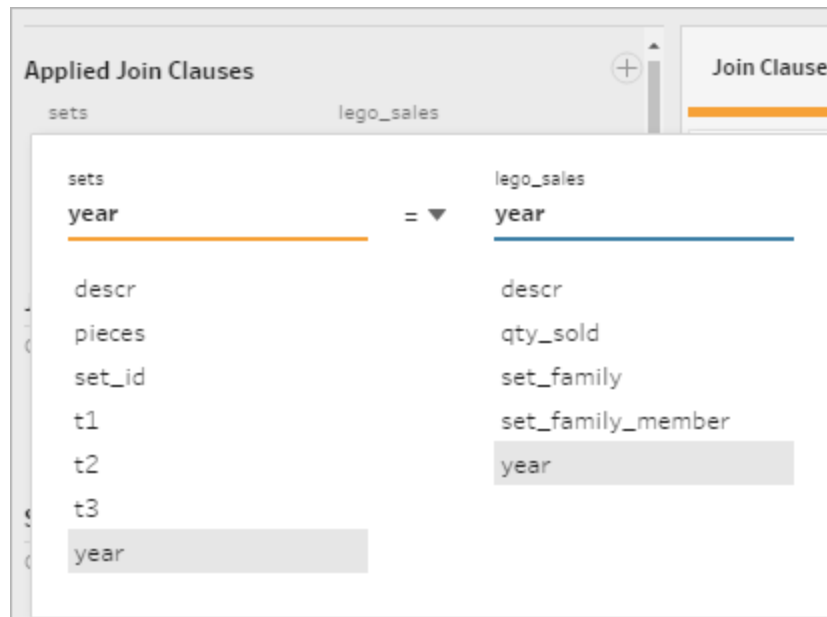 Applied Join Clauses
Join Clause
sets lego_sales
sets lego_sales
year = year
descr descr
pieces qty_sold
set_id set_family
t1 set_family_member
t2 year
t3
year